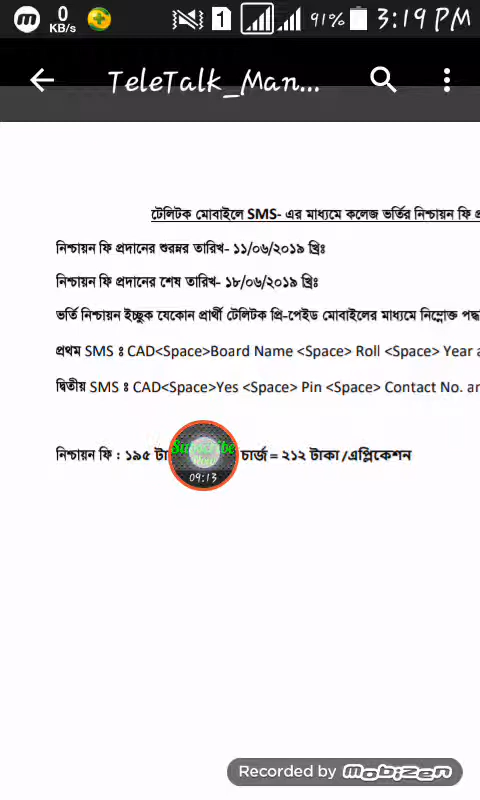 0
KB/s
1
91%
3:19 PM
TeleTalk_Man...
টেলিটক মোবাইলে SMS- এর মাধ্যমে কলেজ ভর্তির নিশ্চায়ন ফি প্র
নিশ্চায়ন ফি প্রদানের শুরুর তারিখ- ১১/০৬/২০১৯ খ্রিঃ
নিশ্চায়ন ফি প্রদানের শেষ তারিখ- ১৮/০৬/২০১৯ খ্রিঃ
ভর্তি নিশ্চায়ন ইচ্ছুক যেকোন প্রার্থী টেলিটক প্রি-পেইড মোবাইলের মাধ্যমে নিম্নোক্ত পদ্ধ
প্রথম SMS ঃ CAD<Space>Board Name <Space> Roll <Space> Year a
দ্বিতীয় SMS ঃ CAD<Space>Yes <Space> Pin <Space> Contact No. an
নিশ্চায়ন ফি : ১৯৫ টা চার্জ = ২১২ টাকা /এপ্লিকেশন
Subscribe
09:13
Recorded by MOBIZEN